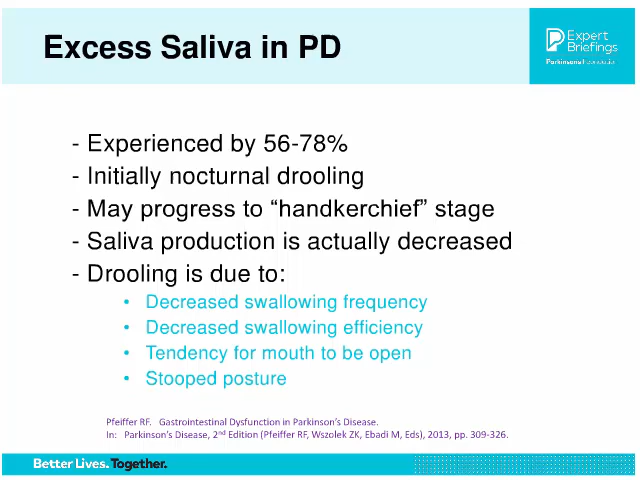 Excess Saliva in PD
Expert
Briefings
Parkinson's Foundation
- Experienced by 56-78%
- Initially nocturnal drooling
- May progress to “handkerchief” stage
- Saliva production is actually decreased
- Drooling is due to:
• Decreased swallowing frequency
• Decreased swallowing efficiency
• Tendency for mouth to be open
• Stooped posture
Pfeiffer RF. Gastrointestinal Dysfunction in Parkinson's Disease.
In: Parkinson's Disease, 2nd Edition (Pfeiffer RF, Wszolek ZK, Ebadi M, Eds), 2013, pp. 309-326.
Better Lives. Together.